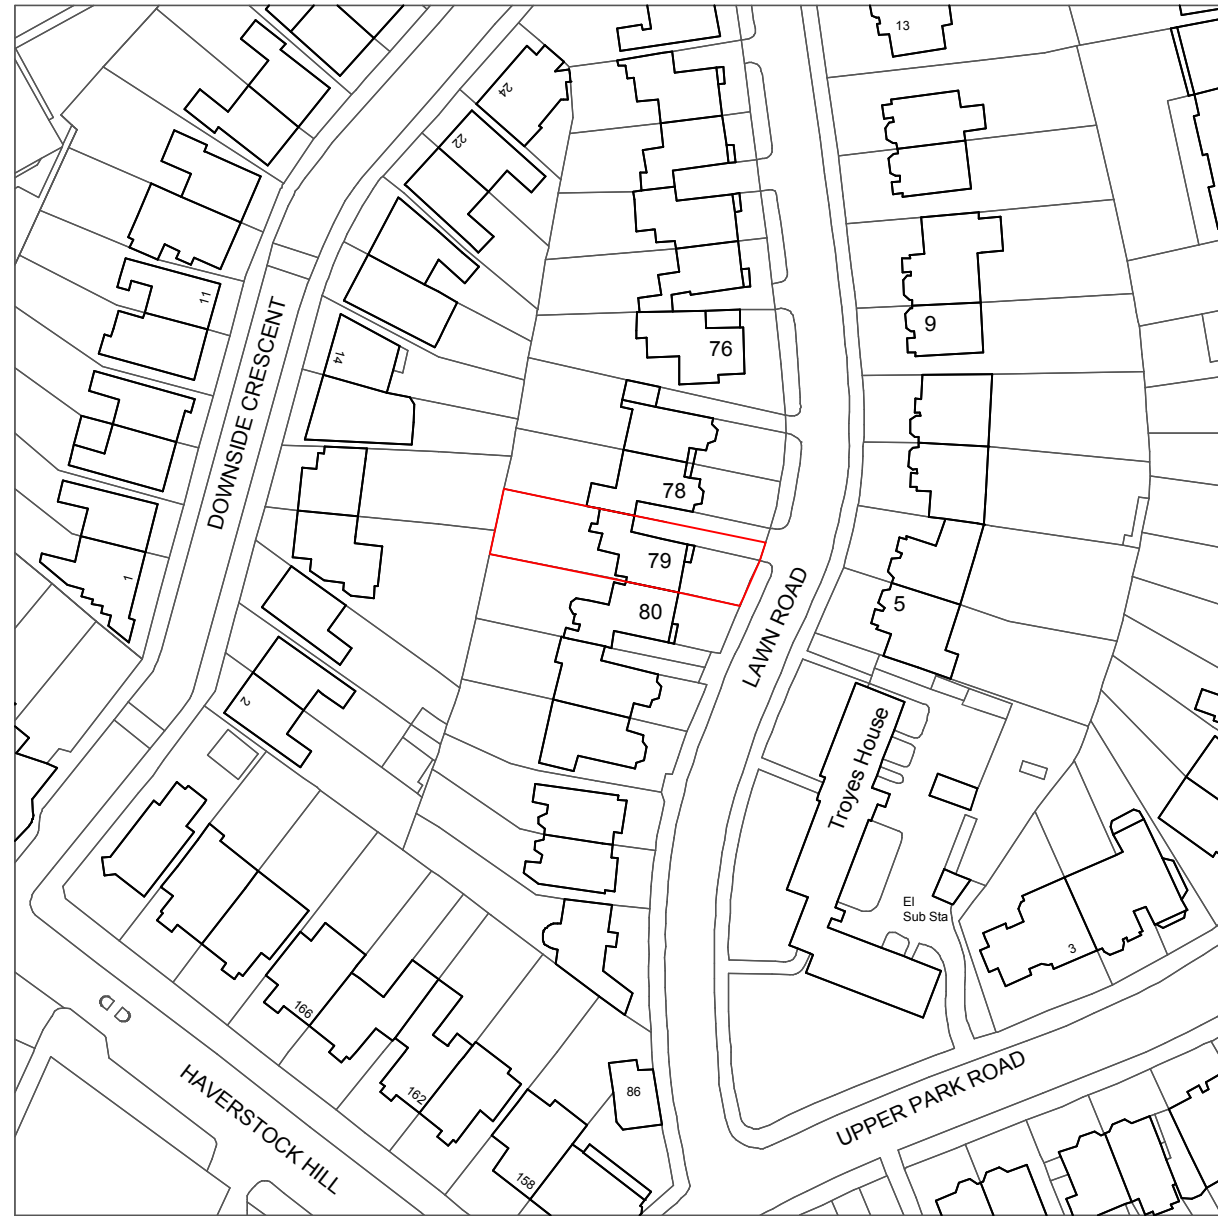 13
24
22
11
DOWNSIDE CRESCENT
14
76
9
78
79
80
5
LAWN ROAD
1
2
Troyes House
El
Sub Sta
3
166
162
158
86
HAVERSTOCK HILL
UPPER PARK ROAD